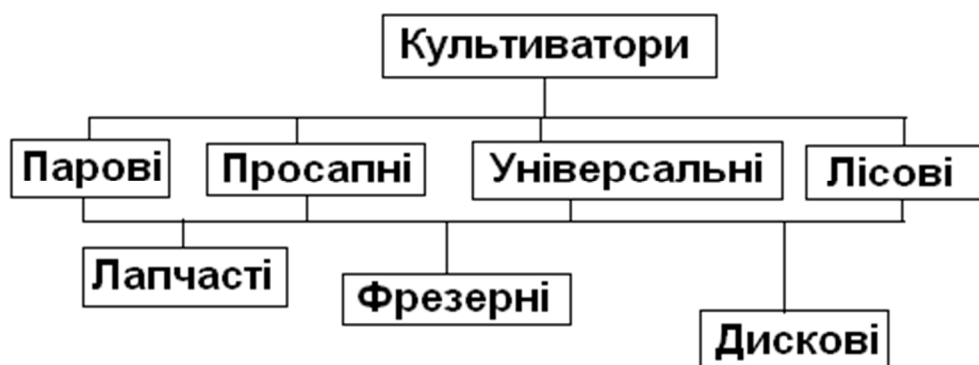 Культиватори
Парові
Просапні
Універсальні
Лісові
Лапчасті
Фрезерні
Дискові